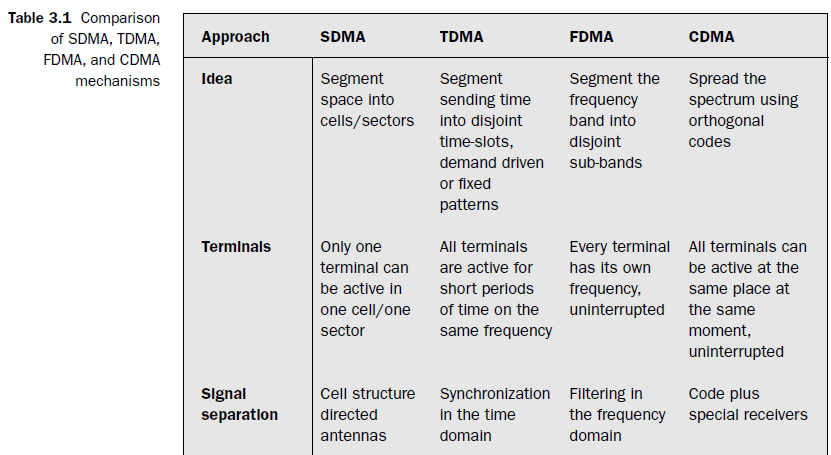 Table 3.1 Comparison
of SDMA, TDMA,
FDMA, and CDMA
mechanisms
Approach SDMA TDMA FDMA CDMA
Idea Segment Segment Segment the Spread the
space into sending time frequency spectrum using
cells/sectors into disjoint band into orthogonal
time-slots, disjoint codes
demand driven sub-bands
or fixed
patterns
Terminals Only one All terminals Every terminal All terminals can
terminal can are active for has its own be active at the
be active in short periods frequency, same place at
one cell/one of time on the uninterrupted the same
sector same frequency moment,
uninterrupted
Signal Cell structure Synchronization Filtering in Code plus
separation directed in the time the frequency special receivers
antennas domain domain